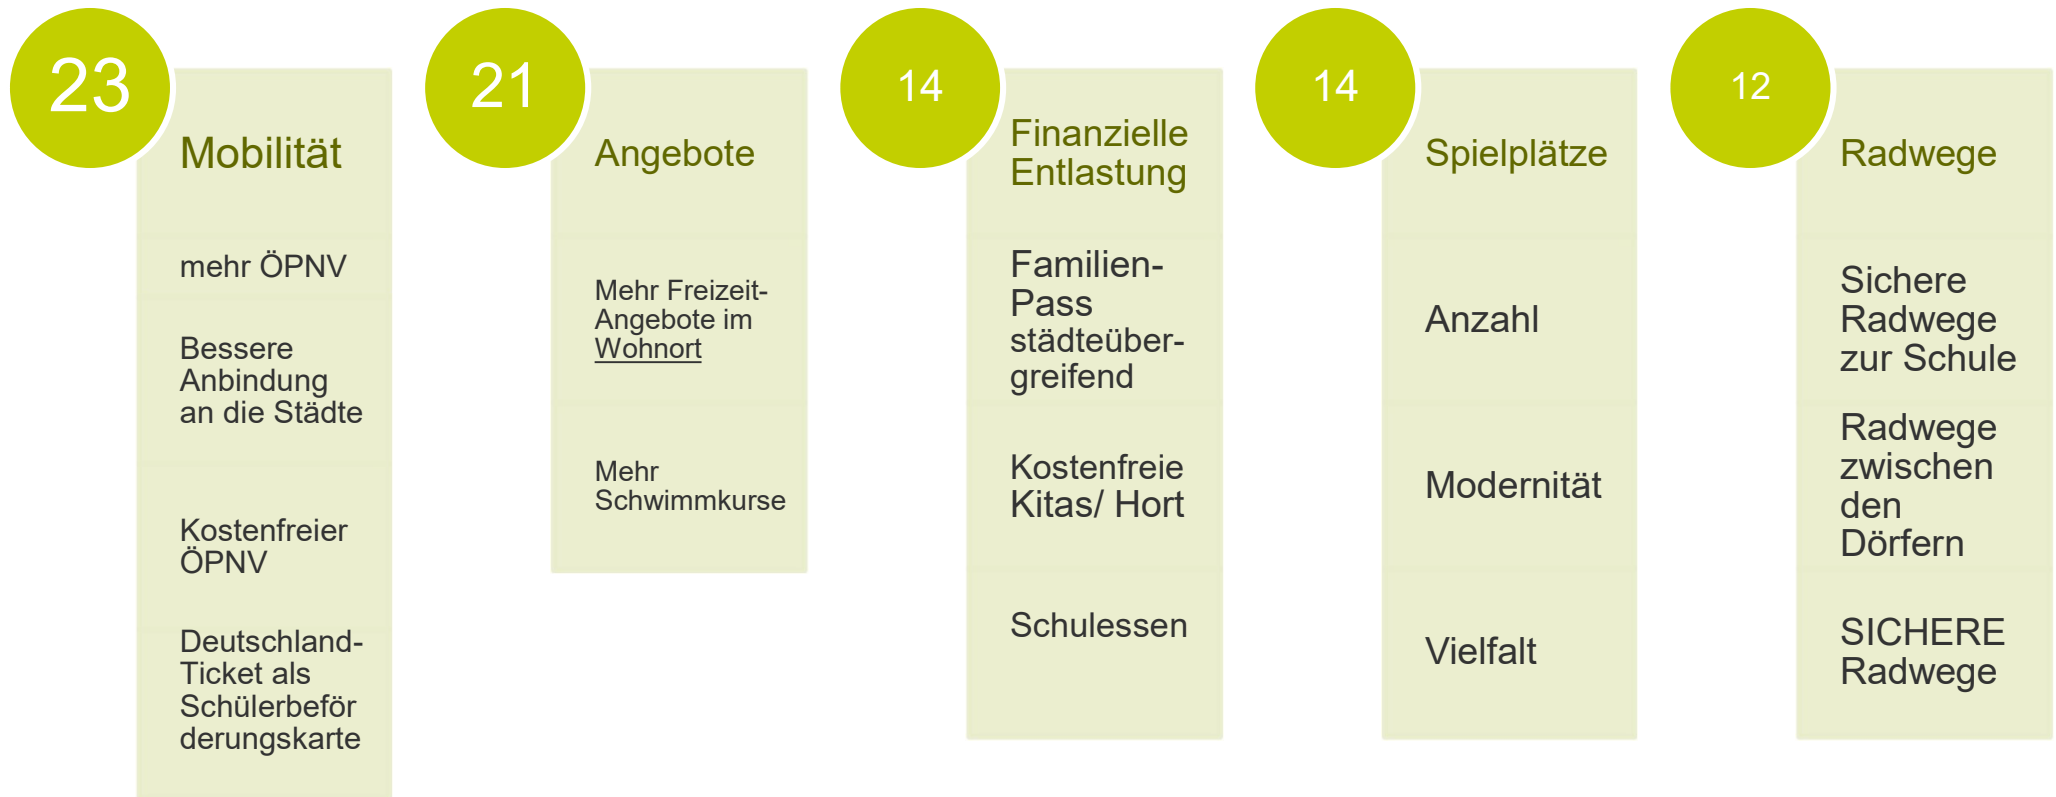 23
Mobilität
mehr ÖPNV
Bessere
Anbindung
an die Städte
Kostenfreier
ÖPNV
Deutschland-
Ticket als
Schülerbeför
derungskarte
21
Angebote
Mehr Freizeit-
Angebote im
Wohnort
Mehr
Schwimmkurse
14
Finanzielle
Entlastung
Familien-
Pass
städteüber-
greifend
Kostenfreie
Kitas/ Hort
Schulessen
14
Spielplätze
Anzahl
Modernität
Vielfalt
12
Radwege
Sichere
Radwege
zur Schule
Radwege
zwischen
den
Dörfern
SICHERE
Radwege